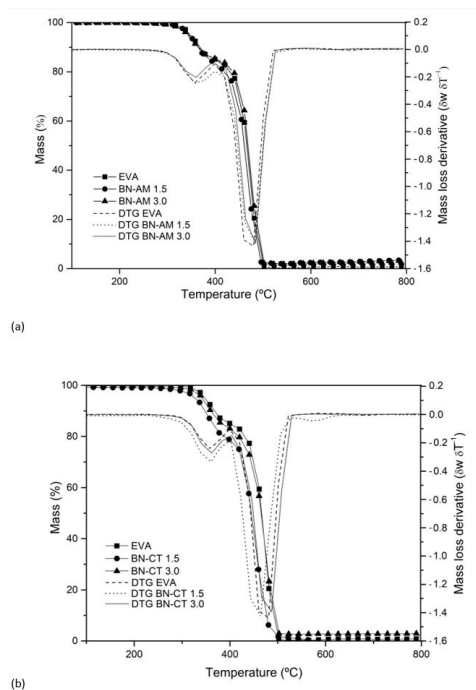 100
80
60
40
20
0
Mass (%)
EVA
BN-AM 1.5
BN-AM 3.0
DTG EVA
DTG BN-AM 1.5
DTG BN-AM 3.0
0.2
0.0
-0.2
-0.4
-0.6
-0.8
-1.0
-1.2
-1.4
-1.6
Mass loss derivative (δw δT⁻¹)
200 400 600 800
Temperature (ºC)
(a)
100
80
60
40
20
0
Mass (%)
EVA
BN-CT 1.5
BN-CT 3.0
DTG EVA
DTG BN-CT 1.5
DTG BN-CT 3.0
0.2
0.0
-0.2
-0.4
-0.6
-0.8
-1.0
-1.2
-1.4
-1.6
Mass loss derivative (δw δT⁻¹)
200 400 600 800
Temperature (ºC)
(b)